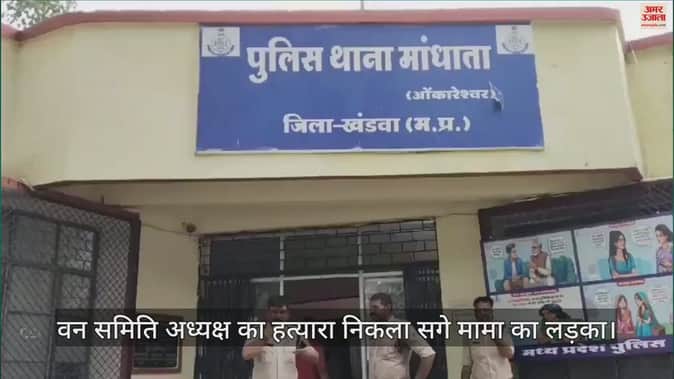 अमर उजाला
पुलिस थाना मांधाता
(ओंकारेश्वर)
जिला-खंडवा (म.प्र.)
वन समिति अध्यक्ष का हत्यारा निकला सगे मामा का लड़का।
मध्य प्रदेश पुलिस